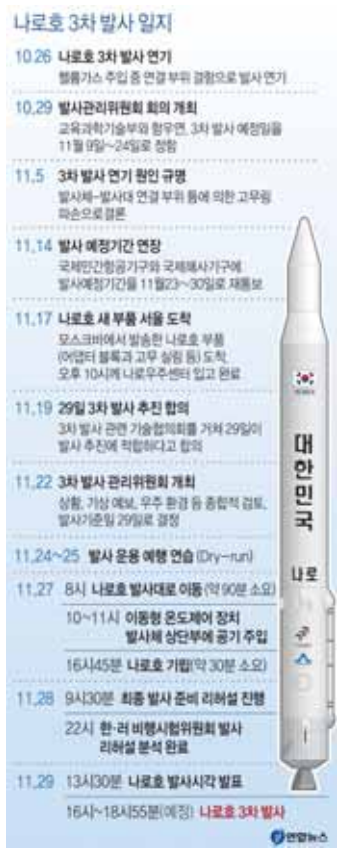 나로호 3차 발사 일지
10.26 나로호 3차 발사 연기
헬륨가스 주입 중 연결 부위 결함으로 발사 연기
10.29 발사관리위원회 회의 개최
교육과학기술부와 항우연, 3차 발사 예정일을
11월 9일~24일로 정함
11.5 3차 발사 연기 원인 규명
발사체-발사대 연결 부위 틈에 의한 고무링
파손으로결론
11.14 발사 예정기간 연장
국제민간항공기구와 국제해사기구에
발사예정기간을 11월23~30일로 재통보
11.17 나로호 새 부품 서울 도착
모스크바에서 발송한 나로호 부품
(어댑터 블록과 고무 실링 등) 도착,
오후 10시께 나로우주센터 입고 완료
11.19 29일 3차 발사 추진 합의
3차 발사 관련 기술협의회를 거쳐 29일이
발사 추진에 적합하다고 합의
11.22 3차 발사 관리위원회 개최
상황, 기상 예보, 우주 환경 등 종합적 검토,
발사기준일 29일로 결정
11.24~25 발사 운용 예행 연습 (Dry-run)
11.27 8시 나로호 발사대로 이동 (약 90분 소요)
10~11시 이동형 온도제어 장치
발사체 상단부에 공기 주입
16시45분 나로호 기립(약 30분 소요)
11.28 9시30분 최종 발사 준비 리허설 진행
22시 한·러 비행시험위원회 발사
리허설 분석 완료
11.29 13시30분 나로호 발사시각 발표
16시~18시55분(예정) 나로호 3차 발사
대한민국
나로
연합뉴스